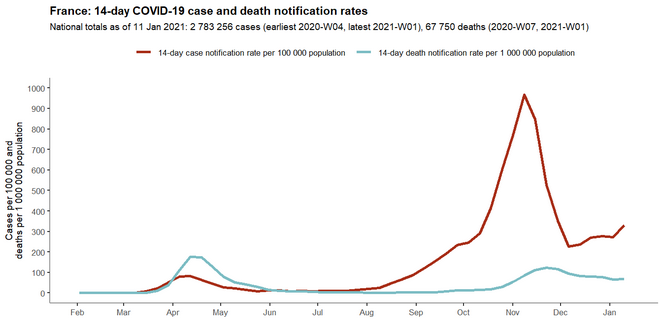 France: 14-day COVID-19 case and death notification rates
National totals as of 11 Jan 2021: 2 783 256 cases (earliest 2020-W04, latest 2021-W01), 67 750 deaths (2020-W07, 2021-W01)
14-day case notification rate per 100 000 population
14-day death notification rate per 1 000 000 population
Cases per 100 000 and
deaths per 1 000 000 population
1000
900
800
700
600
500
400
300
200
100
0
Feb Mar Apr May Jun Jul Aug Sep Oct Nov Dec Jan